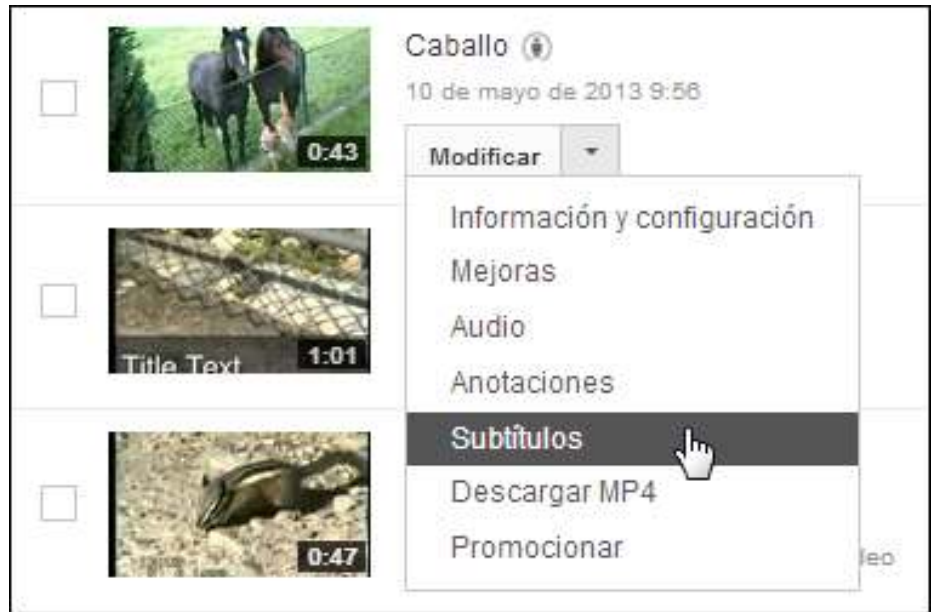 Caballo
10 de mayo de 2013 9:56
0:43
Modificar
Información y configuración
Mejoras
Audio
Anotaciones
Subtítulos
Descargar MP4
Promocionar
Title Text
1:01
0:47